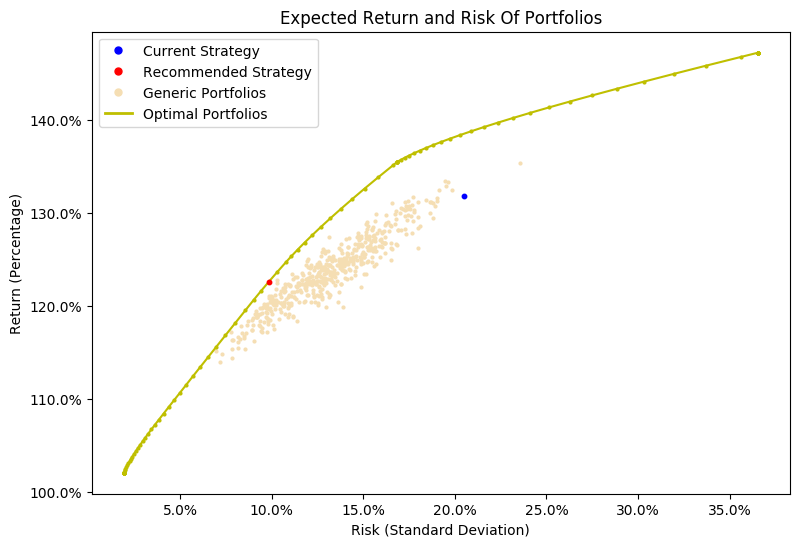 Expected Return and Risk Of Portfolios
Current Strategy
Recommended Strategy
Generic Portfolios
Optimal Portfolios
140.0%
130.0%
120.0%
110.0%
100.0%
Return (Percentage)
5.0%
10.0%
15.0%
20.0%
25.0%
30.0%
35.0%
Risk (Standard Deviation)